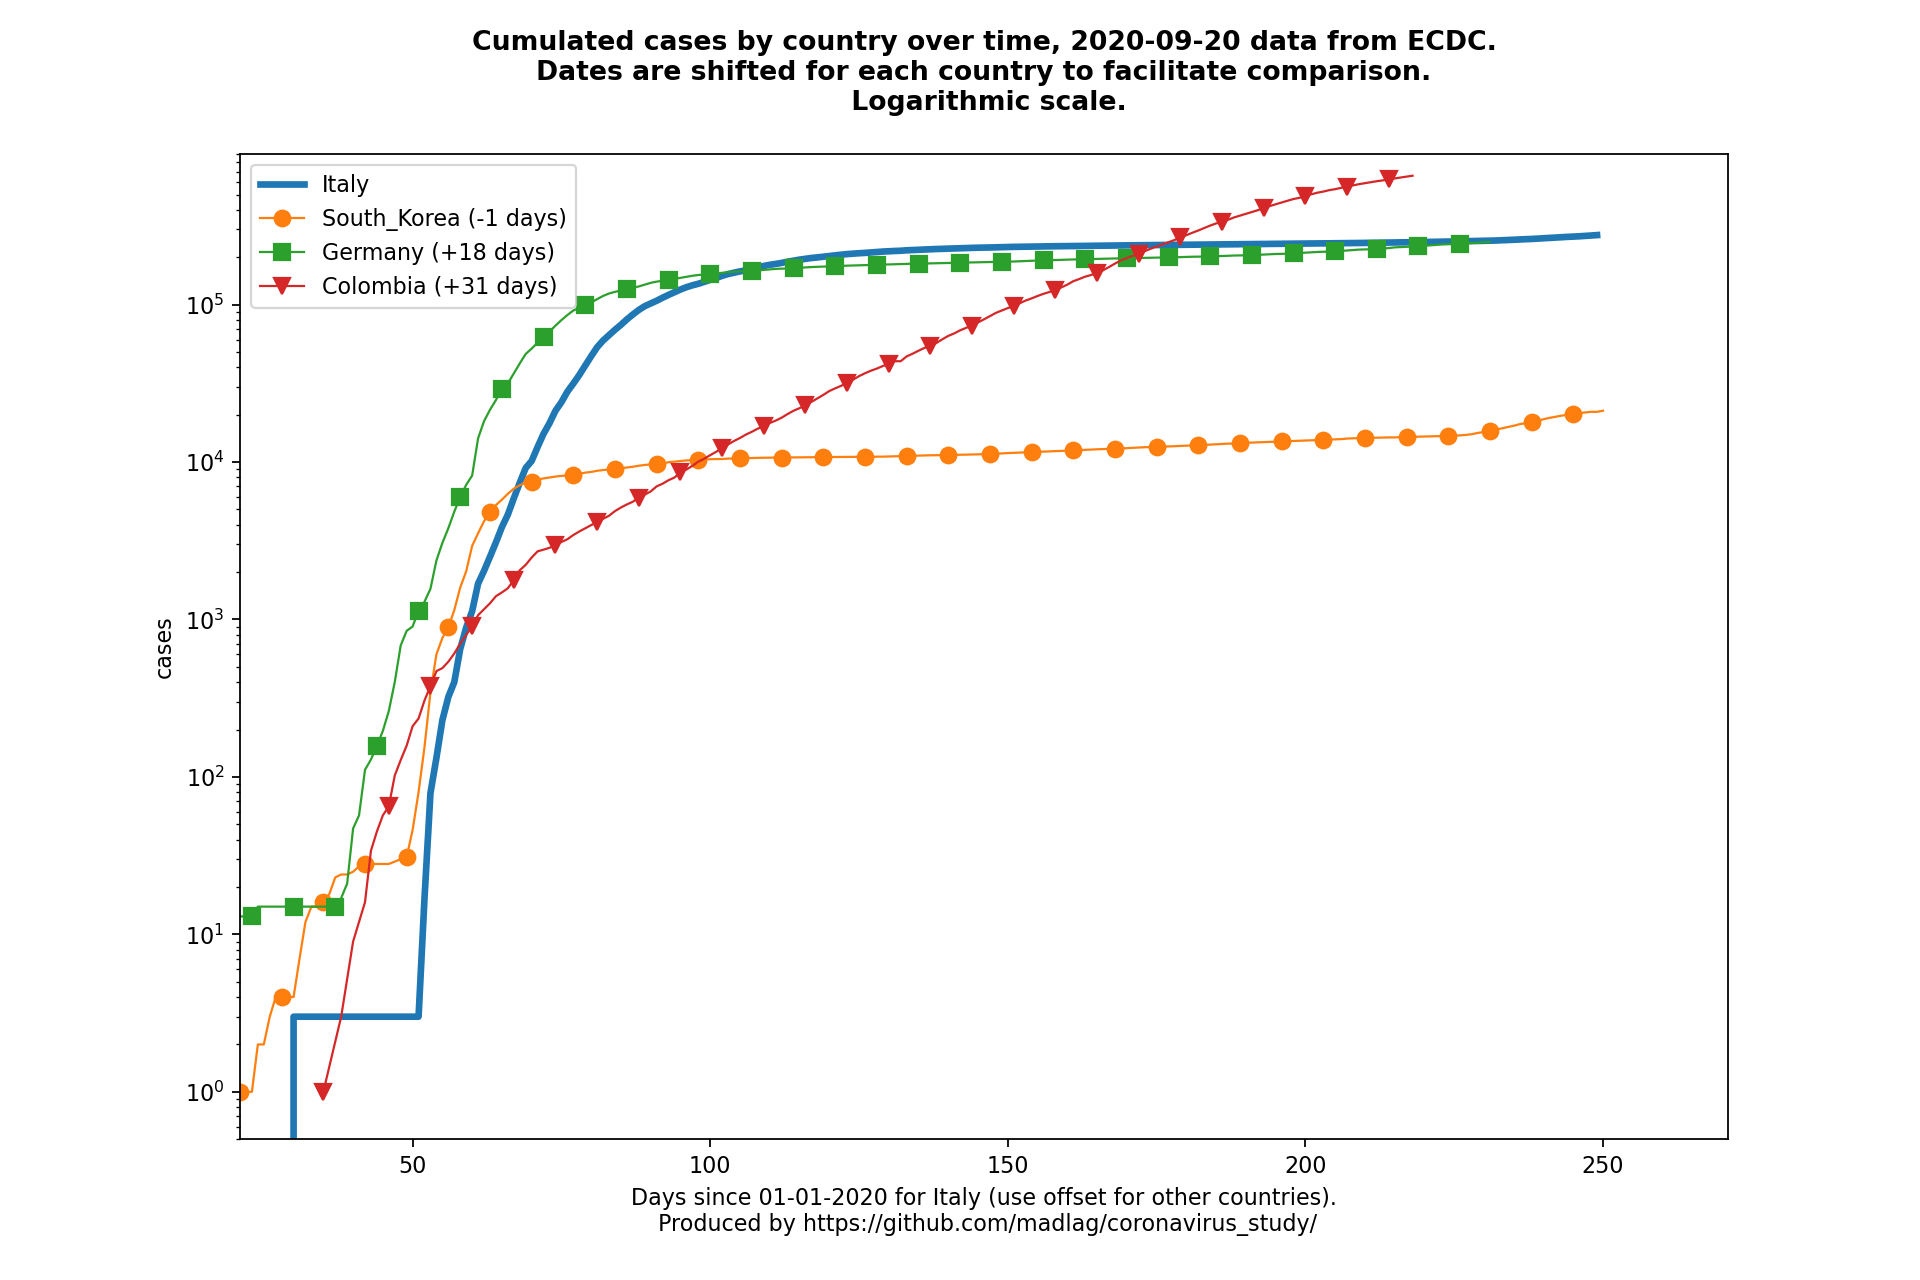 Cumulated cases by country over time, 2020-09-20 data from ECDC.
Dates are shifted for each country to facilitate comparison.
Logarithmic scale.
Italy
South_Korea (-1 days)
Germany (+18 days)
Colombia (+31 days)
10^5
10^4
10^3
10^2
10^1
10^0
cases
50 100 150 200 250
Days since 01-01-2020 for Italy (use offset for other countries).
Produced by https://github.com/madlag/coronavirus_study/